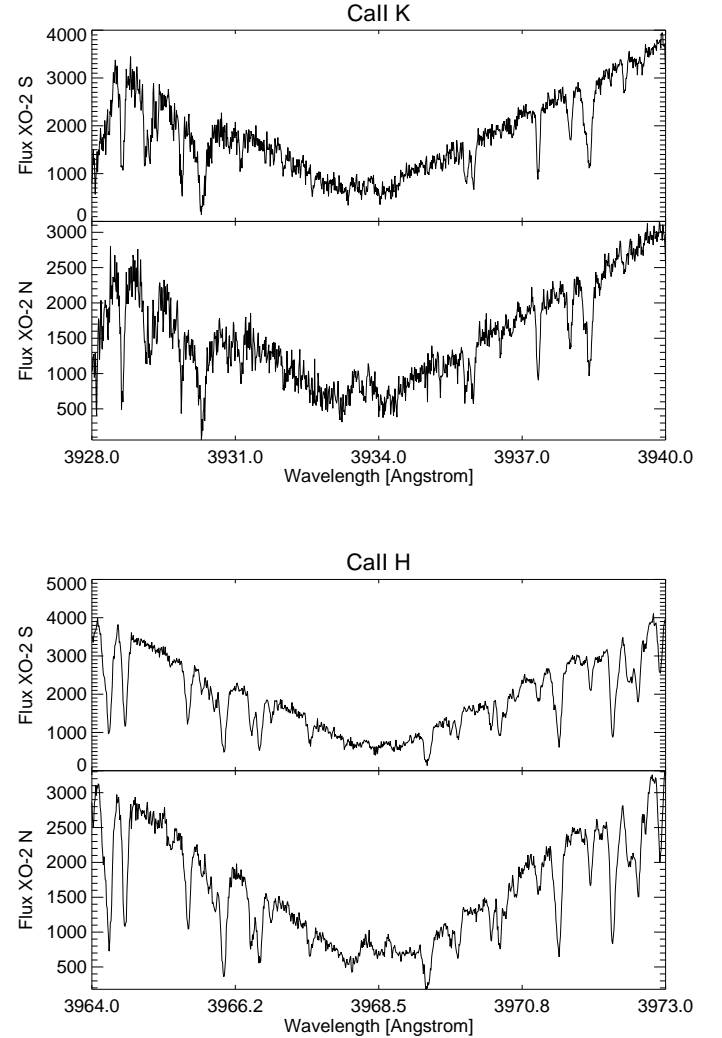 CaII K
4000
3000
2000
1000
0
Flux XO-2 S
3000
2500
2000
1500
1000
500
Flux XO-2 N
3928.0 3931.0 3934.0 3937.0 3940.0
Wavelength [Angstrom]
CaII H
5000
4000
3000
2000
1000
0
Flux XO-2 S
3000
2500
2000
1500
1000
500
Flux XO-2 N
3964.0 3966.2 3968.5 3970.8 3973.0
Wavelength [Angstrom]